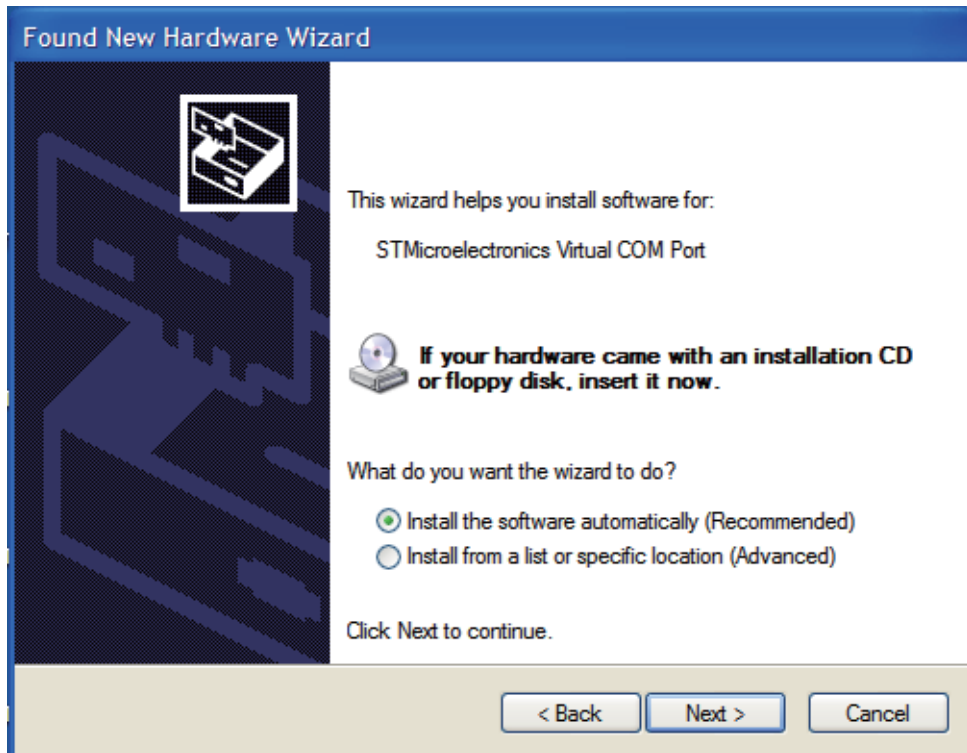 Found New Hardware Wizard
This wizard helps you install software for:
STMicroelectronics Virtual COM Port
If your hardware came with an installation CD
or floppy disk, insert it now.
What do you want the wizard to do?
Install the software automatically (Recommended)
Install from a list or specific location (Advanced)
Click Next to continue.
< Back Next > Cancel